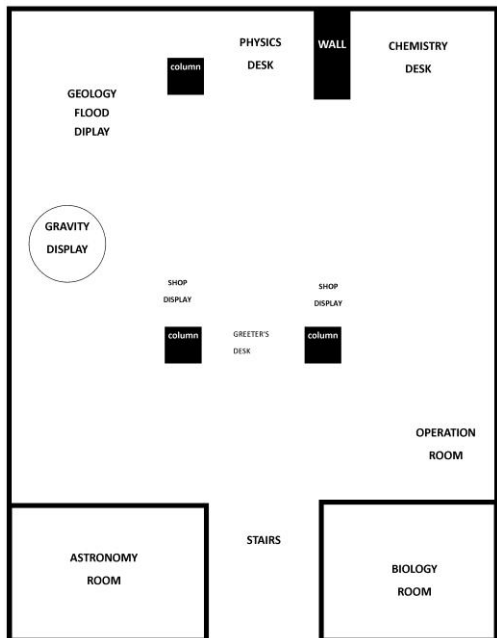 PHYSICS
DESK
WALL
CHEMISTRY
DESK
column
GEOLOGY
FLOOD
DIPLAY
GRAVITY
DISPLAY
SHOP
DISPLAY
SHOP
DISPLAY
column
GREETER'S
DESK
column
OPERATION
ROOM
ASTRONOMY
ROOM
STAIRS
BIOLOGY
ROOM